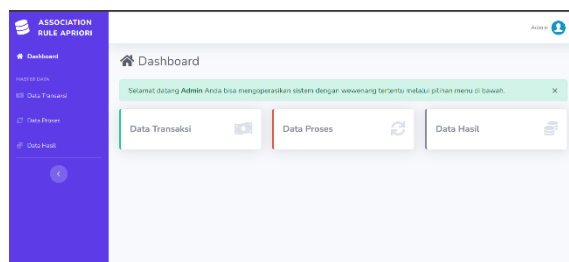 ASSOCIATION
RULE APRIORI
Admin
Dashboard
Dashboard
Selamat datang Admin Anda bisa mengoperasikan sistem dengan wewenang tertentu melalui pilihan menu di bawah.
×
MASTER DATA
Data Transaksi
Data Proses
Data Hasil
Data Transaksi
Data Proses
Data Hasil